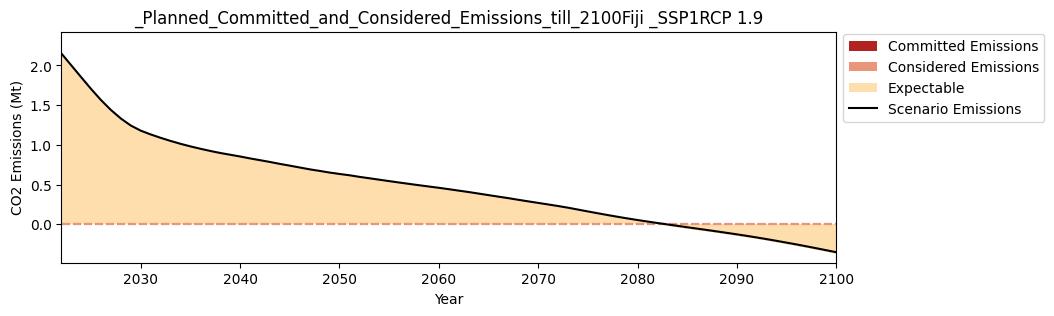 _Planned_Committed_and_Considered_Emissions_till_2100Fiji _SSP1RCP 1.9
Committed Emissions
Considered Emissions
Expectable
Scenario Emissions
CO2 Emissions (Mt)
2.0
1.5
1.0
0.5
0.0
2030 2040 2050 2060 2070 2080 2090 2100
Year